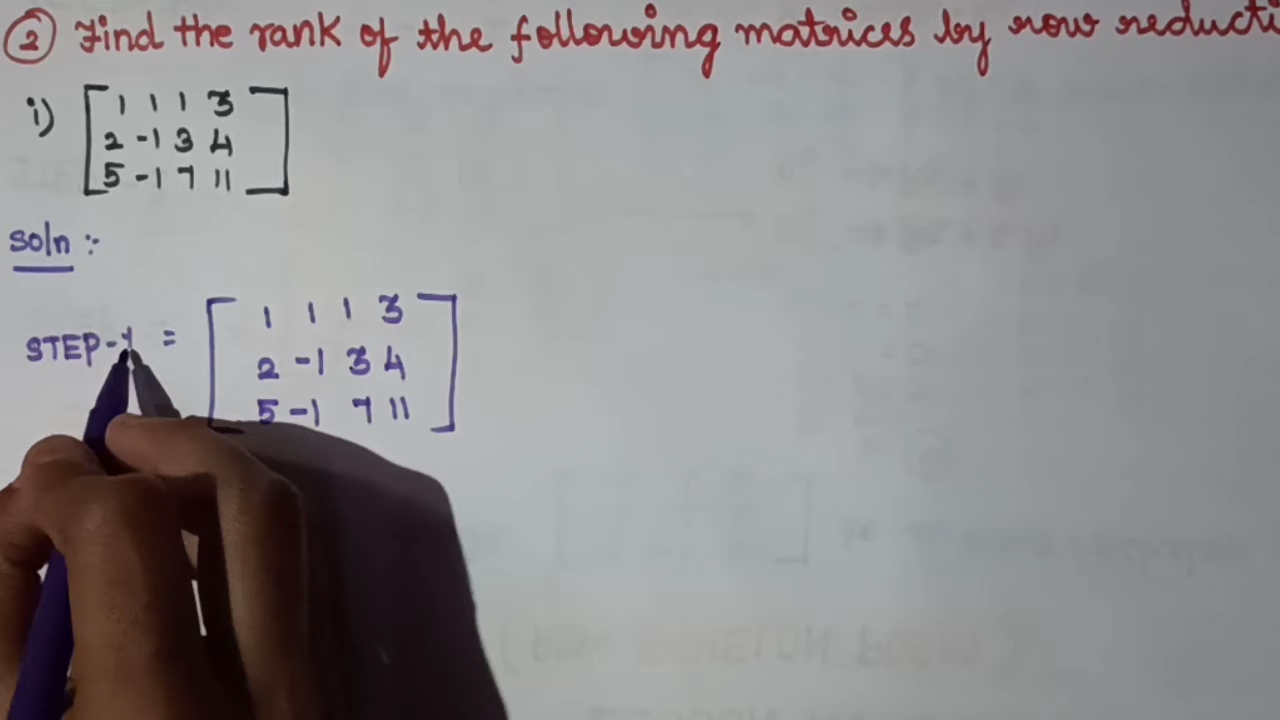 ② Find the rank of the following matrices by row reducti
i) [ 1 1 1 3
2 -1 3 4
5 -1 7 11 ]
Soln :-
STEP-1 = [ 1 1 1 3
2 -1 3 4
5 -1 7 11 ]